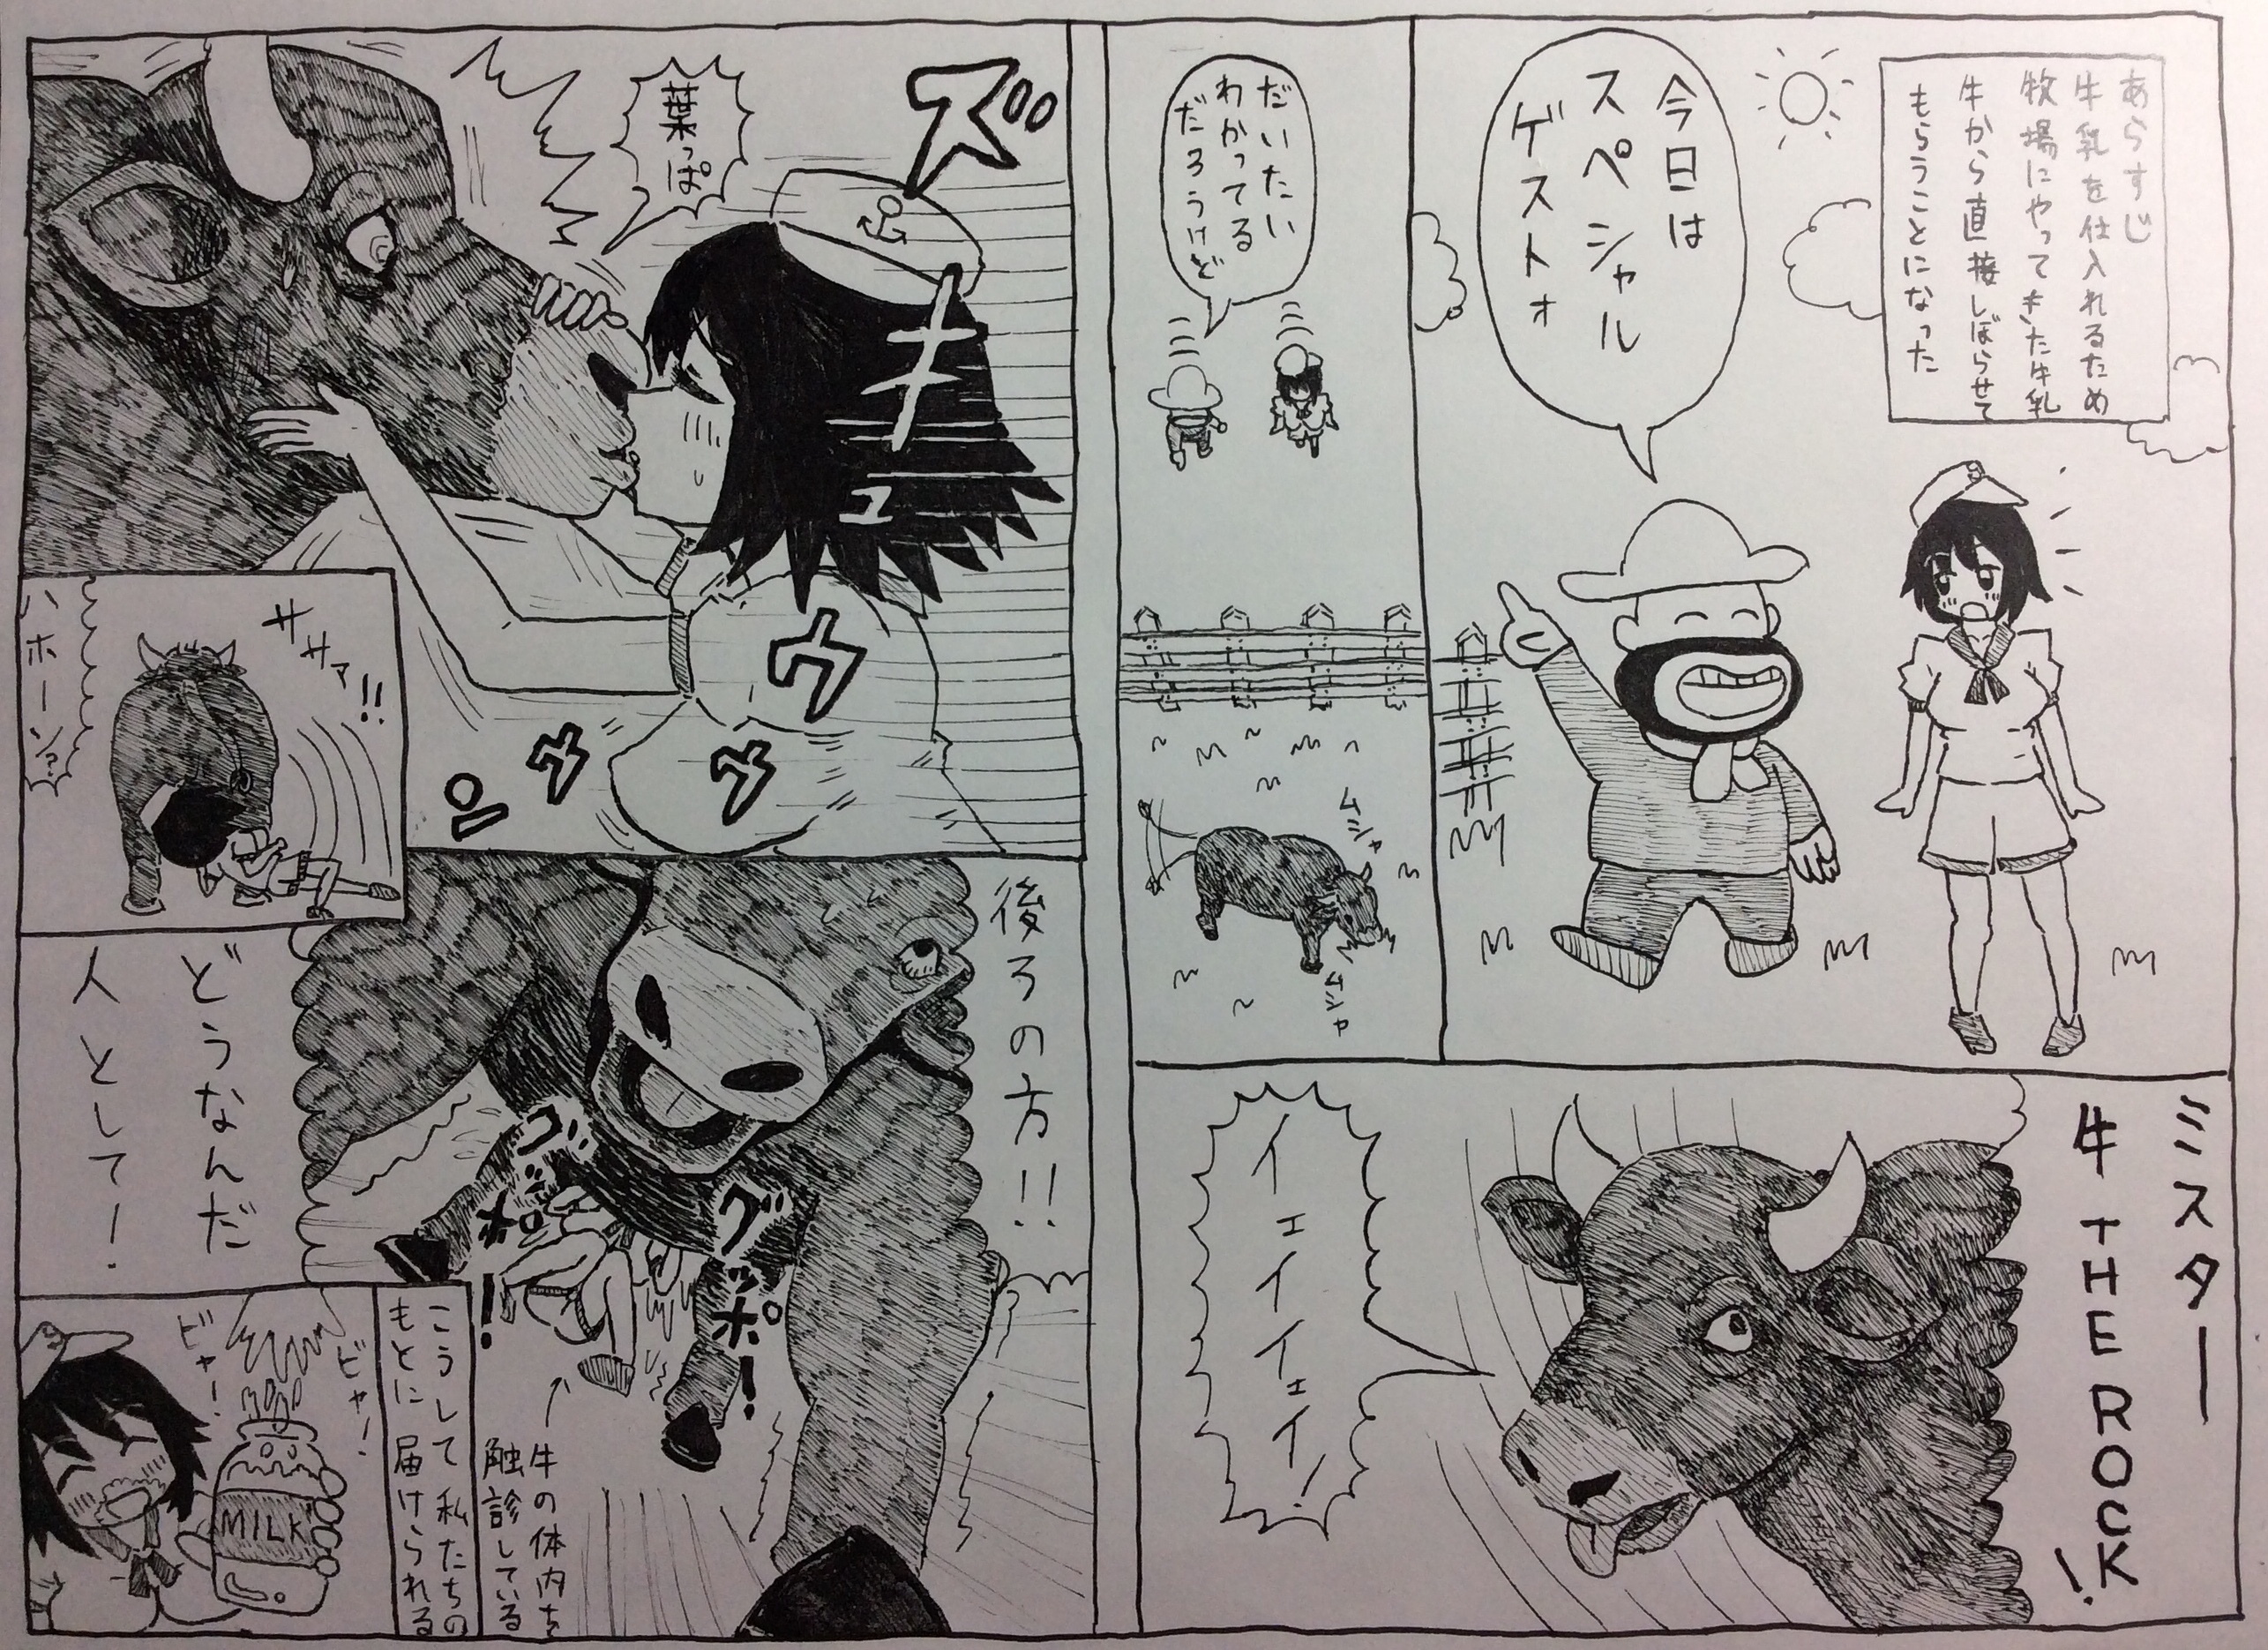 あらすじ
牛乳を仕入れるため
牧場にやってきた牛乳
牛から直接しぼらせて
もらうことになった
今日は
スペシャル
ゲストォ
だいたい
わかってる
だろうけど
ムシャ
ムシャ
ミスター
牛 THE ROCK!
イェイイェイ!
ズキュウウウン
葉っぱ
ササァ!!
ハホーン?
後ろの方!!
グッポ!
グッポー!
牛の体内を
触診している
どうなんだ
人としてー!
こうして私たちの
もとに届けられる
ビャー!
ビャー!
MILK